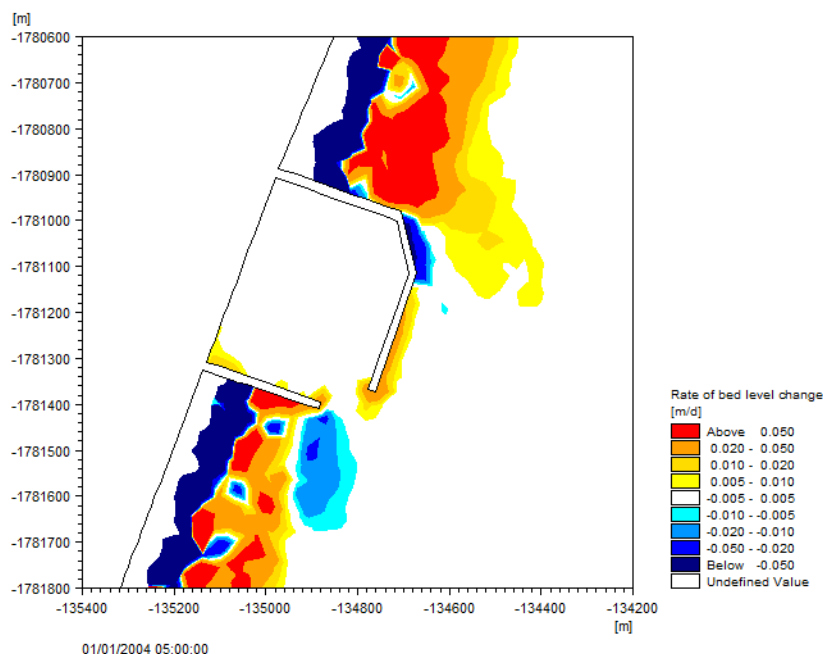 [m]
-1780600
-1780700
-1780800
-1780900
-1781000
-1781100
-1781200
-1781300
-1781400
-1781500
-1781600
-1781700
-1781800
-135400 -135200 -135000 -134800 -134600 -134400 -134200
[m]
01/01/2004 05:00:00
Rate of bed level change
[m/d]
Above 0.050
0.020 - 0.050
0.010 - 0.020
0.005 - 0.010
-0.005 - 0.005
-0.010 - -0.005
-0.020 - -0.010
-0.050 - -0.020
Below -0.050
Undefined Value